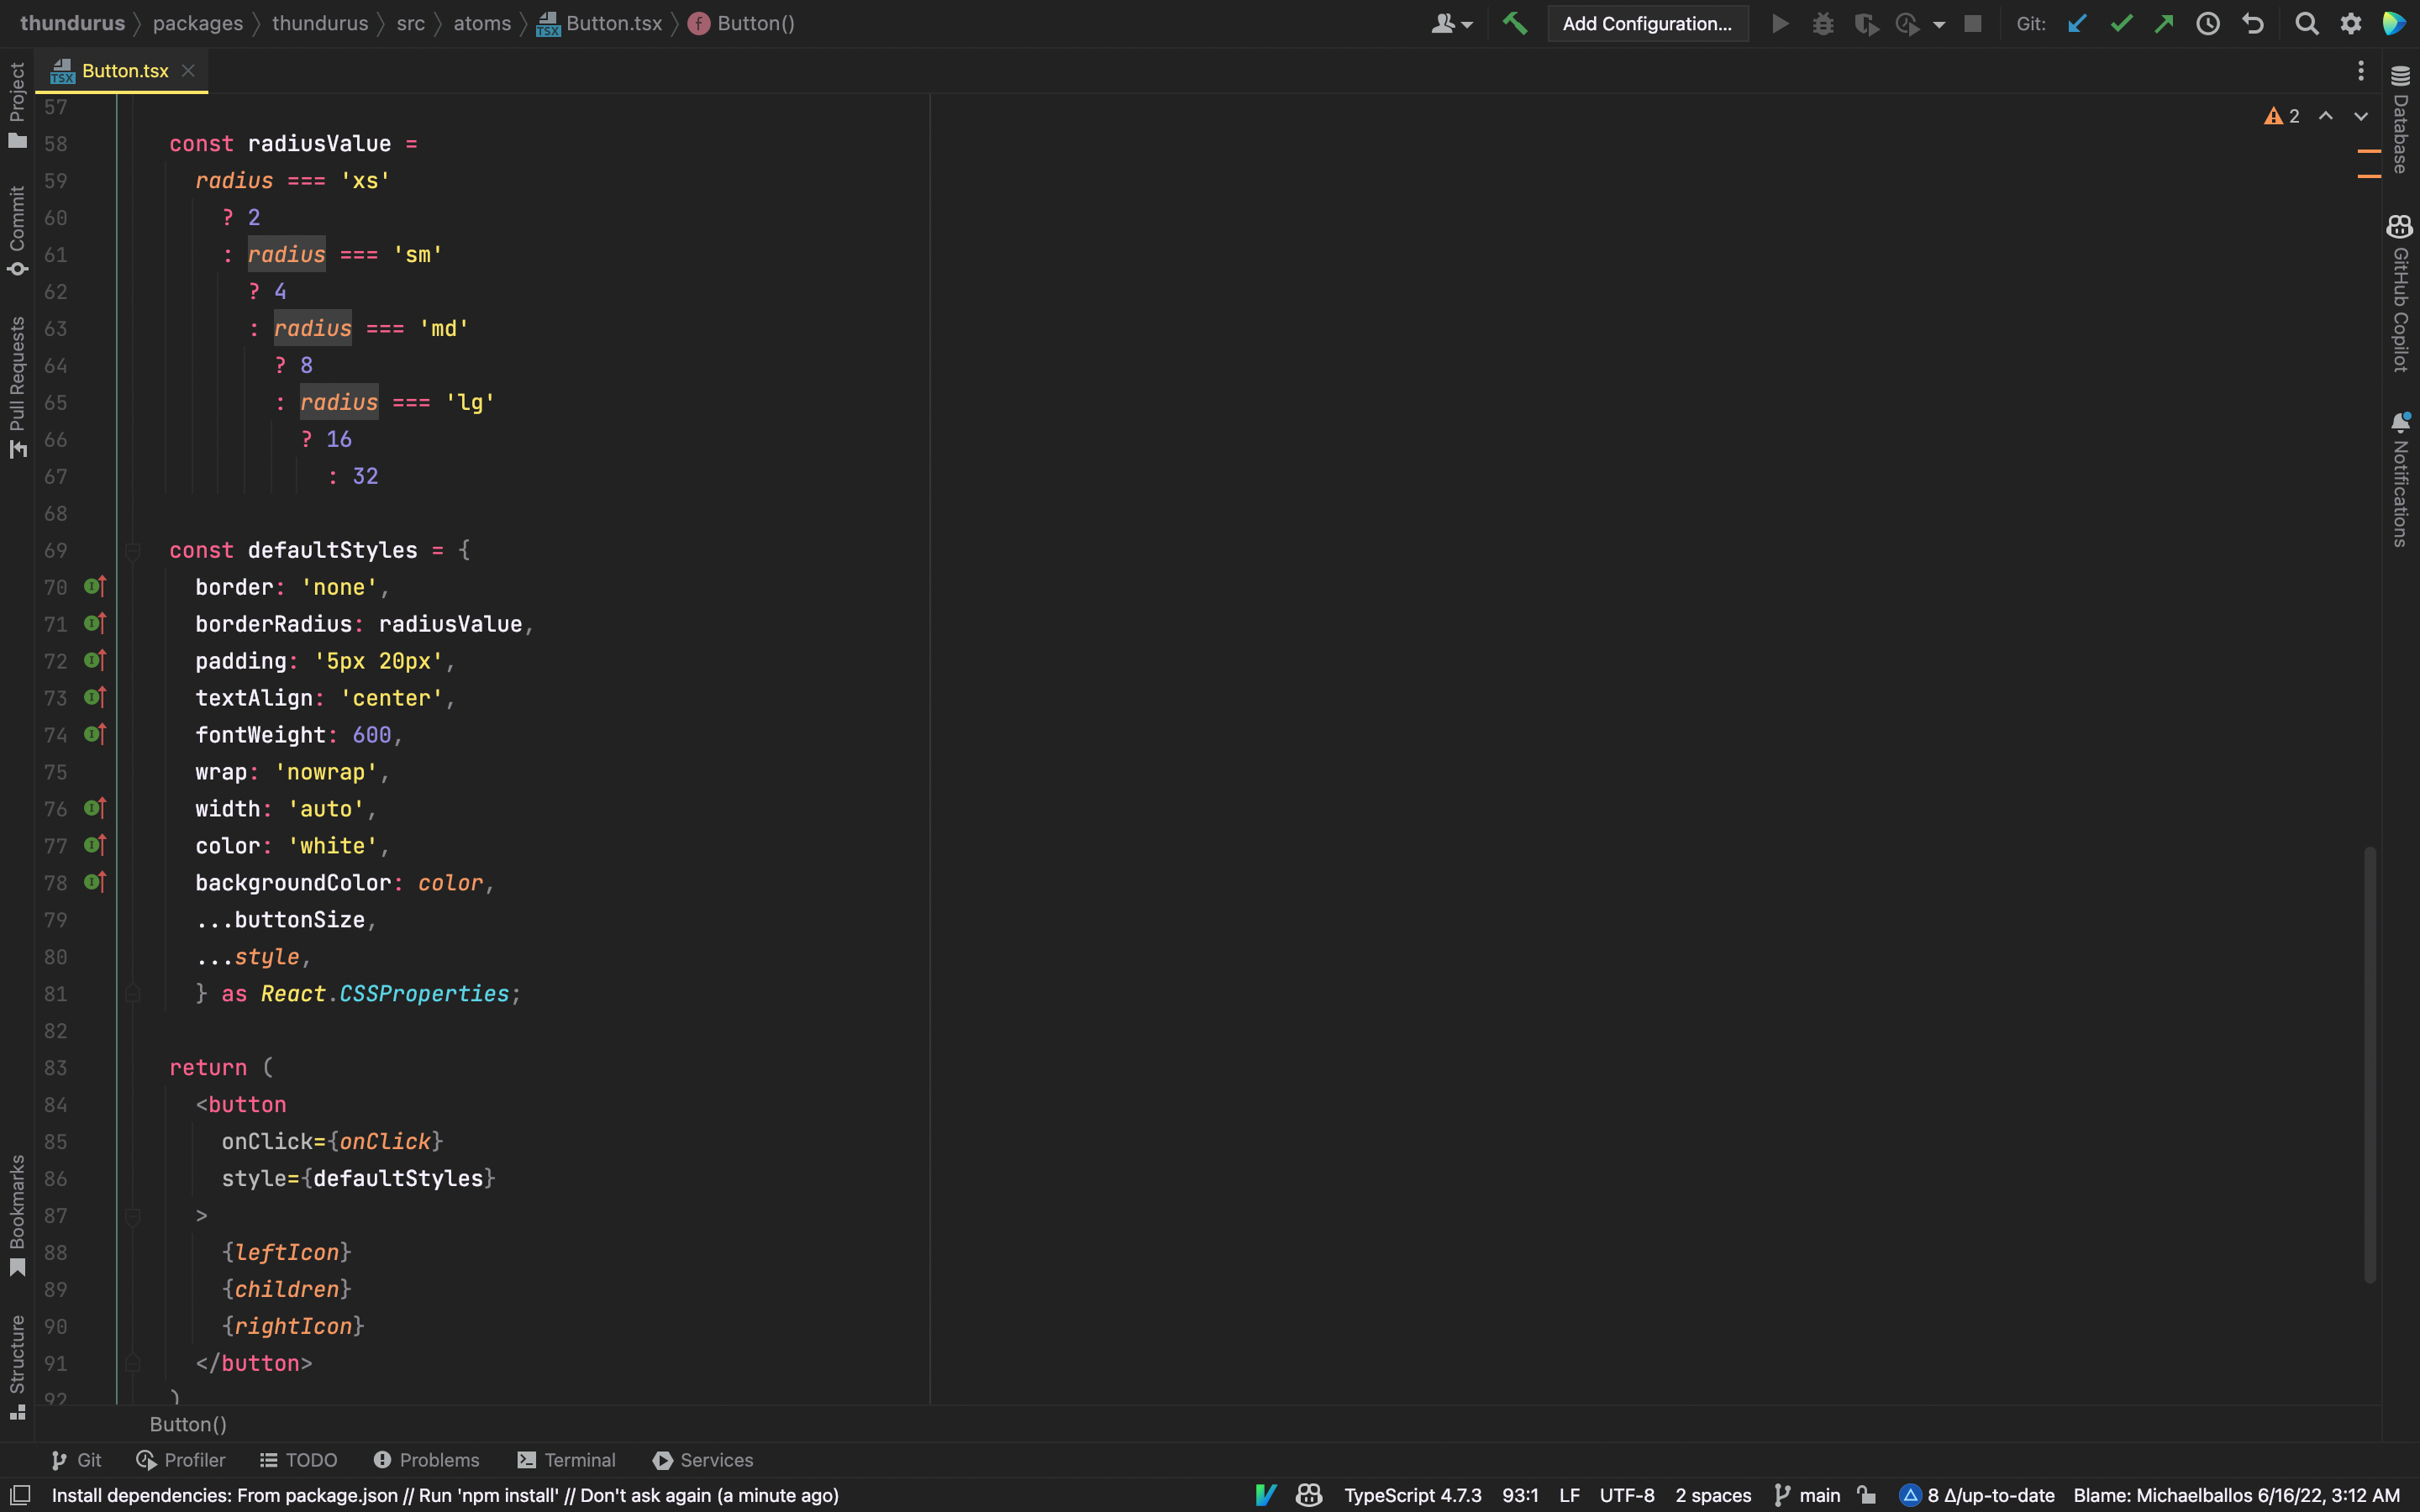 thundurus packages thundurus src atoms Button.tsx Button()
Add Configuration...
Git:
Button.tsx
2
57
58 const radiusValue =
59 radius === 'xs'
60 ? 2
61 : radius === 'sm'
62 ? 4
63 : radius === 'md'
64 ? 8
65 : radius === 'lg'
66 ? 16
67 : 32
68
69 const defaultStyles = {
70 border: 'none',
71 borderRadius: radiusValue,
72 padding: '5px 20px',
73 textAlign: 'center',
74 fontWeight: 600,
75 wrap: 'nowrap',
76 width: 'auto',
77 color: 'white',
78 backgroundColor: color,
79 ...buttonSize,
80 ...style,
81 } as React.CSSProperties;
82
83 return (
84 <button
85 onClick={onClick}
86 style={defaultStyles}
87 >
88 {leftIcon}
89 {children}
90 {rightIcon}
91 </button>
92 )
Button()
Project
Commit
Pull Requests
Bookmarks
Structure
Database
GitHub Copilot
Notifications
Git Profiler TODO Problems Terminal Services
Install dependencies: From package.json // Run 'npm install' // Don't ask again (a minute ago)
TypeScript 4.7.3 93:1 LF UTF-8 2 spaces main 8 Δ/up-to-date Blame: Michaelballos 6/16/22, 3:12 AM